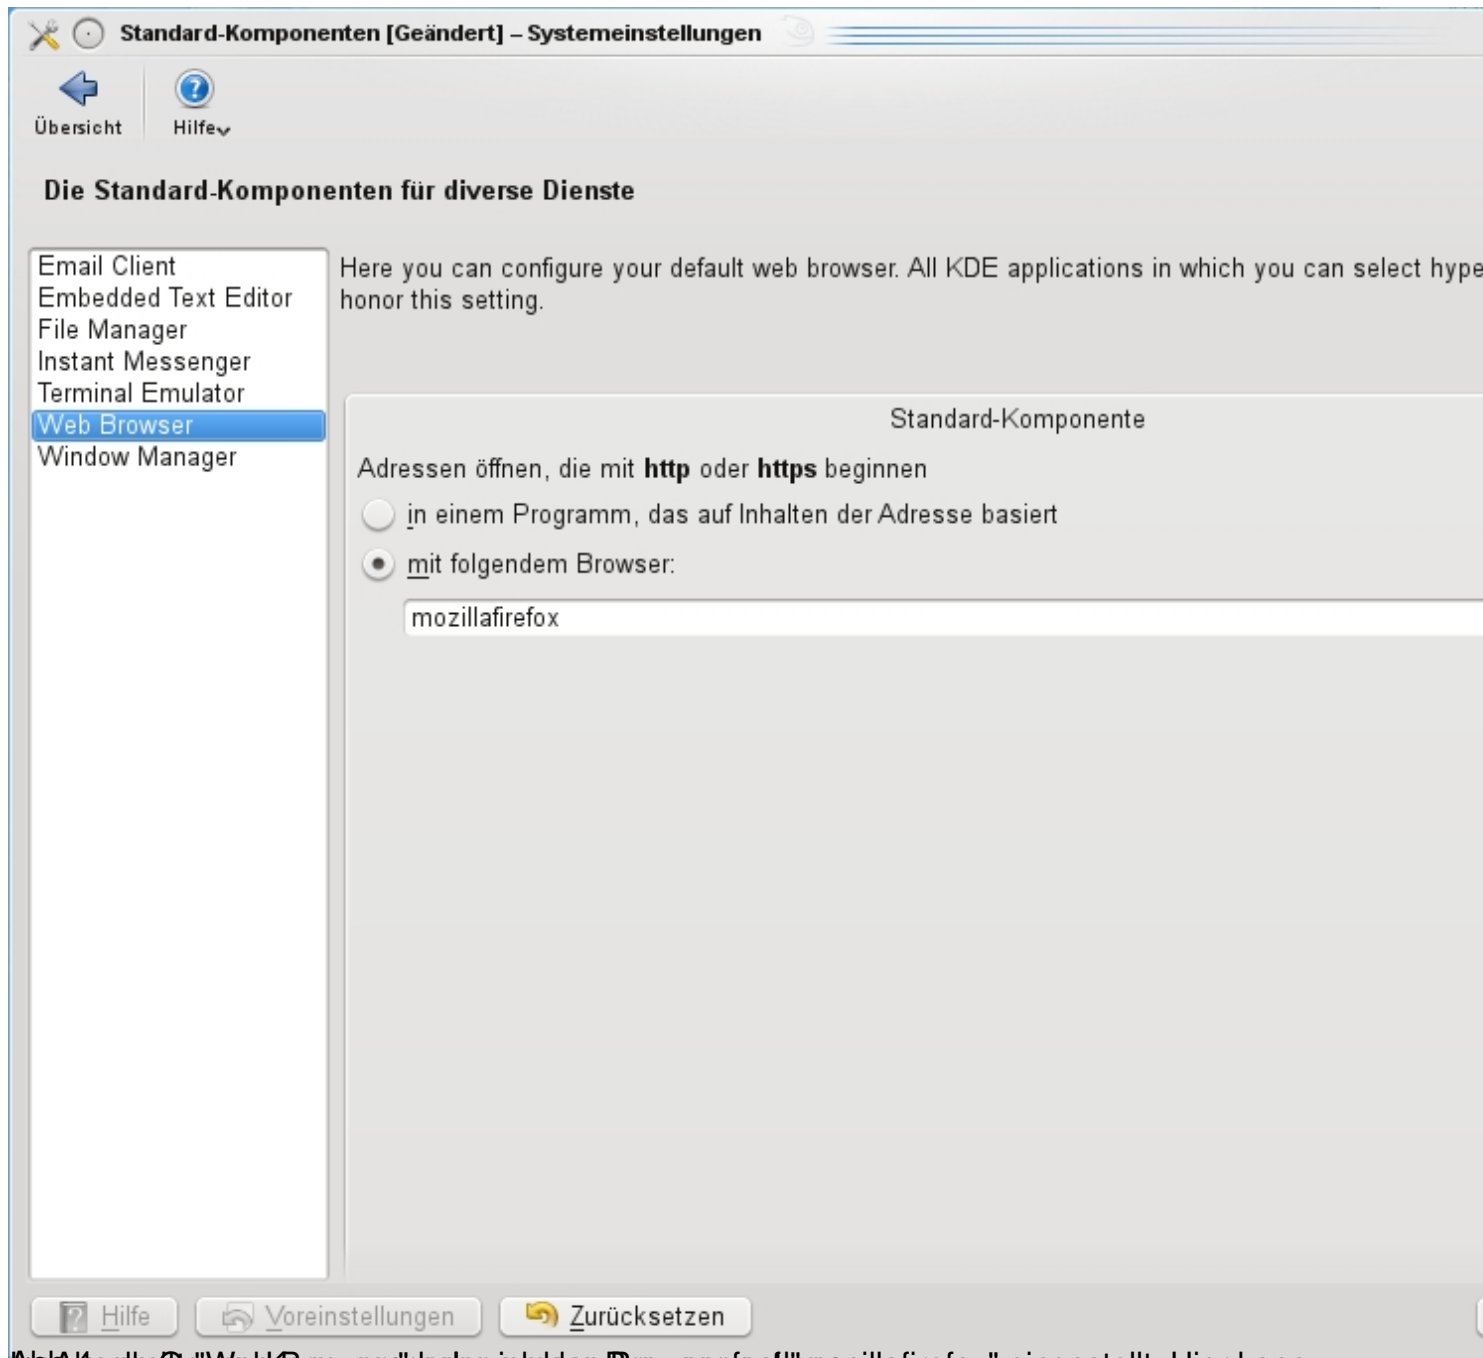 Standard-Komponenten [Geändert] – Systemeinstellungen
Übersicht
Hilfe
Die Standard-Komponenten für diverse Dienste
Email Client
Embedded Text Editor
File Manager
Instant Messenger
Terminal Emulator
Web Browser
Window Manager
Here you can configure your default web browser. All KDE applications in which you can select hype
honor this setting.
Standard-Komponente
Adressen öffnen, die mit http oder https beginnen
in einem Programm, das auf Inhalten der Adresse basiert
mit folgendem Browser:
mozillafirefox
Hilfe
Voreinstellungen
Zurücksetzen